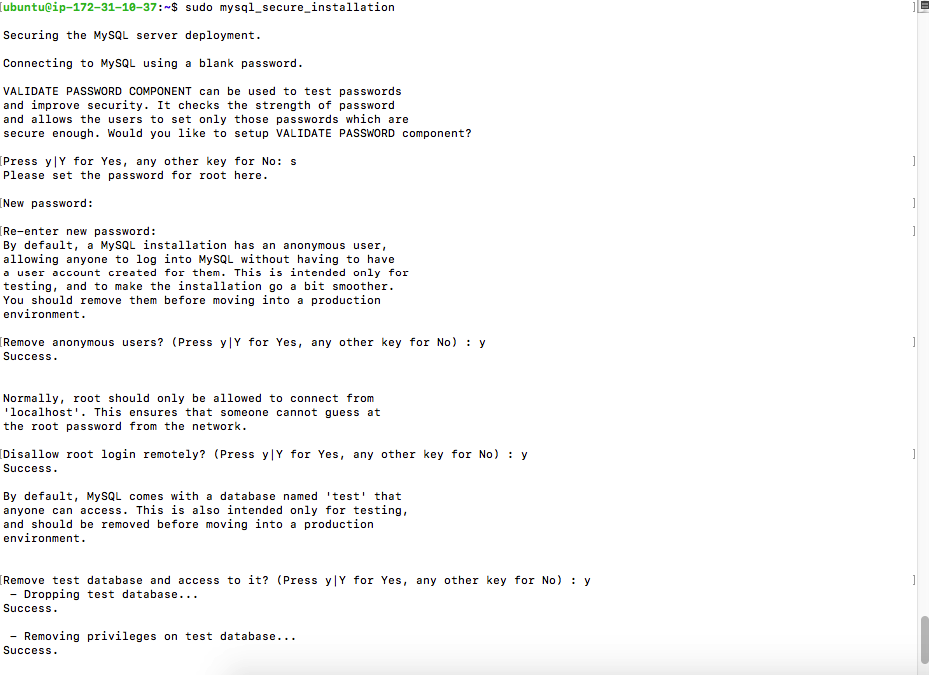 [ubuntu@ip-172-31-10-37:~$ sudo mysql_secure_installation ]
Securing the MySQL server deployment.
Connecting to MySQL using a blank password.
VALIDATE PASSWORD COMPONENT can be used to test passwords
and improve security. It checks the strength of password
and allows the users to set only those passwords which are
secure enough. Would you like to setup VALIDATE PASSWORD component?
[Press y|Y for Yes, any other key for No: s ]
Please set the password for root here.
[New password: ]
[Re-enter new password: ]
By default, a MySQL installation has an anonymous user,
allowing anyone to log into MySQL without having to have
a user account created for them. This is intended only for
testing, and to make the installation go a bit smoother.
You should remove them before moving into a production
environment.
[Remove anonymous users? (Press y|Y for Yes, any other key for No) : y ]
Success.
Normally, root should only be allowed to connect from
'localhost'. This ensures that someone cannot guess at
the root password from the network.
[Disallow root login remotely? (Press y|Y for Yes, any other key for No) : y ]
Success.
By default, MySQL comes with a database named 'test' that
anyone can access. This is also intended only for testing,
and should be removed before moving into a production
environment.
[Remove test database and access to it? (Press y|Y for Yes, any other key for No) : y ]
- Dropping test database...
Success.
- Removing privileges on test database...
Success.